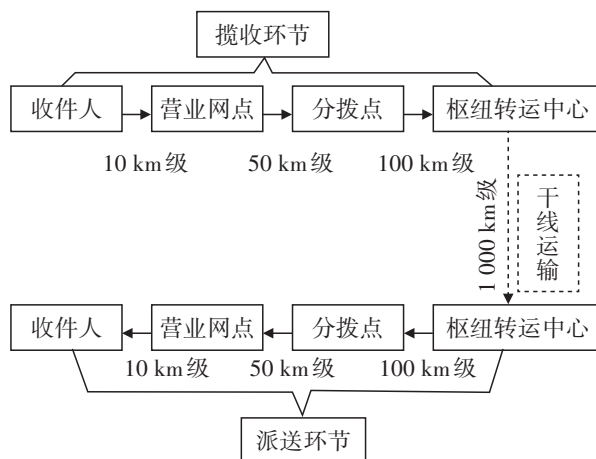 揽收环节
收件人
营业网点
分拨点
枢纽转运中心
10 km级
50 km级
100 km级
1 000 km级
干线运输
收件人
营业网点
分拨点
枢纽转运中心
10 km级
50 km级
100 km级
派送环节